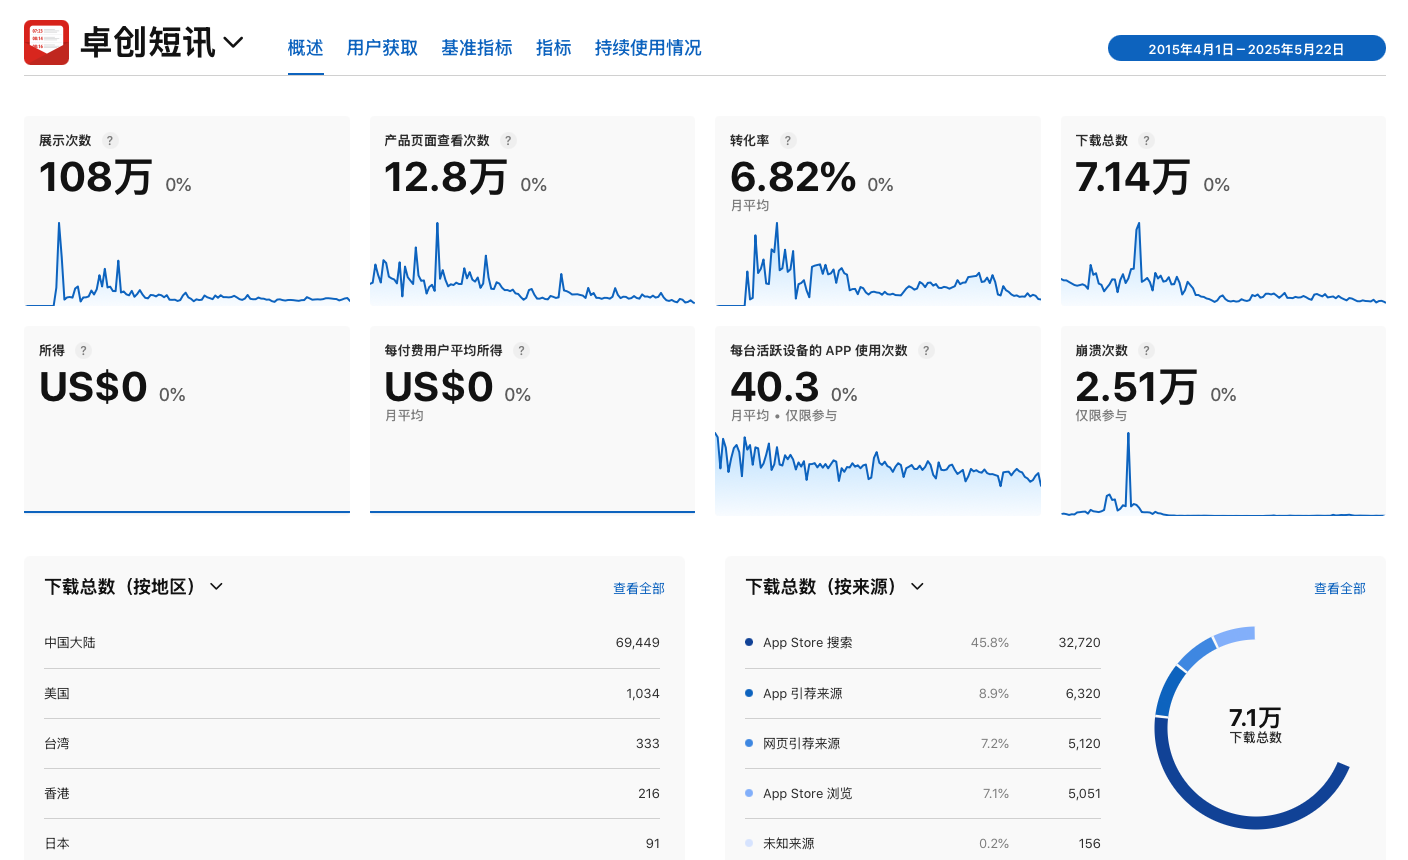 卓创短讯
概述 用户获取 基准指标 指标 持续使用情况
2015年4月1日－2025年5月22日
展示次数 ?
108万 0%
产品页面查看次数 ?
12.8万 0%
转化率 ?
6.82% 0%
月平均
下载总数 ?
7.14万 0%
所得 ?
US$0 0%
每付费用户平均所得 ?
US$0 0%
月平均
每台活跃设备的 APP 使用次数 ?
40.3 0%
月平均 • 仅限参与
崩溃次数 ?
2.51万 0%
仅限参与
下载总数（按地区）
查看全部
中国大陆 69,449
美国 1,034
台湾 333
香港 216
日本 91
下载总数（按来源）
查看全部
App Store 搜索 45.8% 32,720
App 引荐来源 8.9% 6,320
网页引荐来源 7.2% 5,120
App Store 浏览 7.1% 5,051
未知来源 0.2% 156
7.1万
下载总数